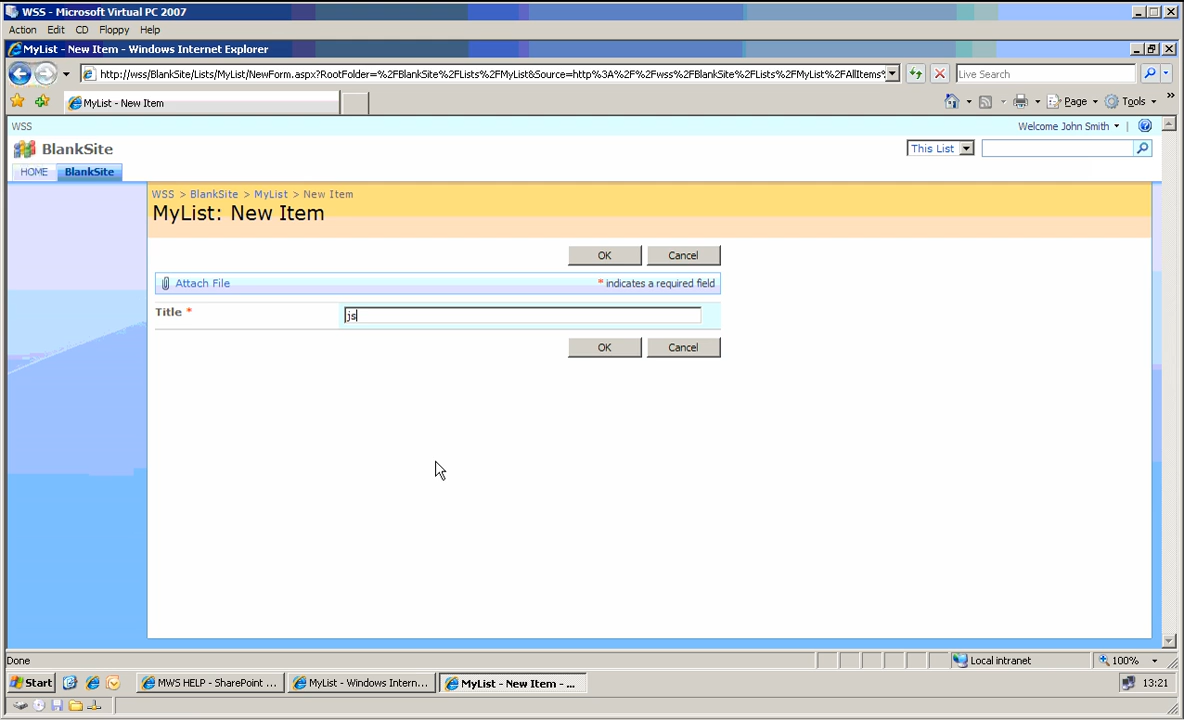 WSS - Microsoft Virtual PC 2007
Action Edit CD Floppy Help
MyList - New Item - Windows Internet Explorer
http://wss/BlankSite/Lists/MyList/NewForm.aspx?RootFolder=%2FBlankSite%2FLists%2FMyList&Source=http%3A%2F%2Fwss%2FBlankSite%2FLists%2FMyList%2FAllItems% Live Search
MyList - New Item Page Tools »
WSS Welcome John Smith
BlankSite This List
HOME BlankSite
WSS > BlankSite > MyList > New Item
MyList: New Item
OK Cancel
Attach File * indicates a required field
Title * js
OK Cancel
Done Local intranet 100%
Start MWS HELP - SharePoint ... MyList - Windows Intern... MyList - New Item - ... 13:21